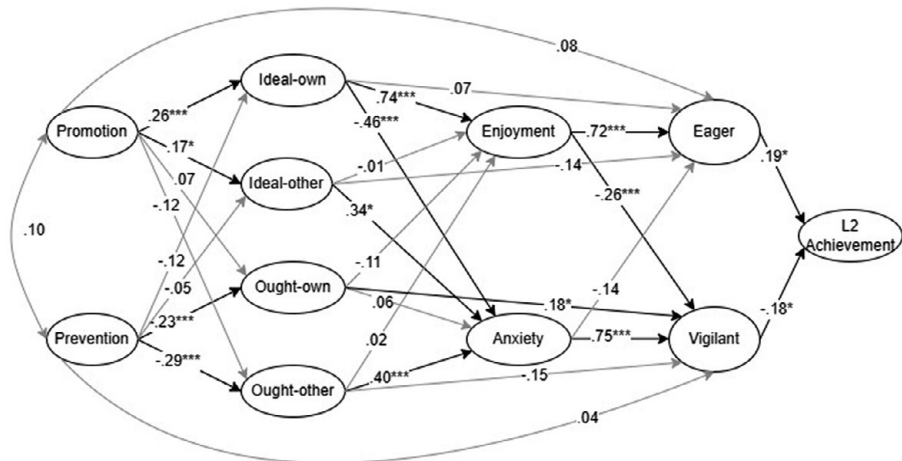 .08
Ideal-own
.07
.74***
.26***
-.46***
Promotion
Enjoyment
.72***
Eager
.17*
-.01
.19*
Ideal-other
-.14
.07
-.26***
-.12
.34*
L2
Achievement
.10
-.12
-.11
-.05
Ought-own
.06
.18*
-.14
-.18*
-.23***
Prevention
.02
Anxiety
.75***
Vigilant
-.29***
.40***
-.15
Ought-other
.04